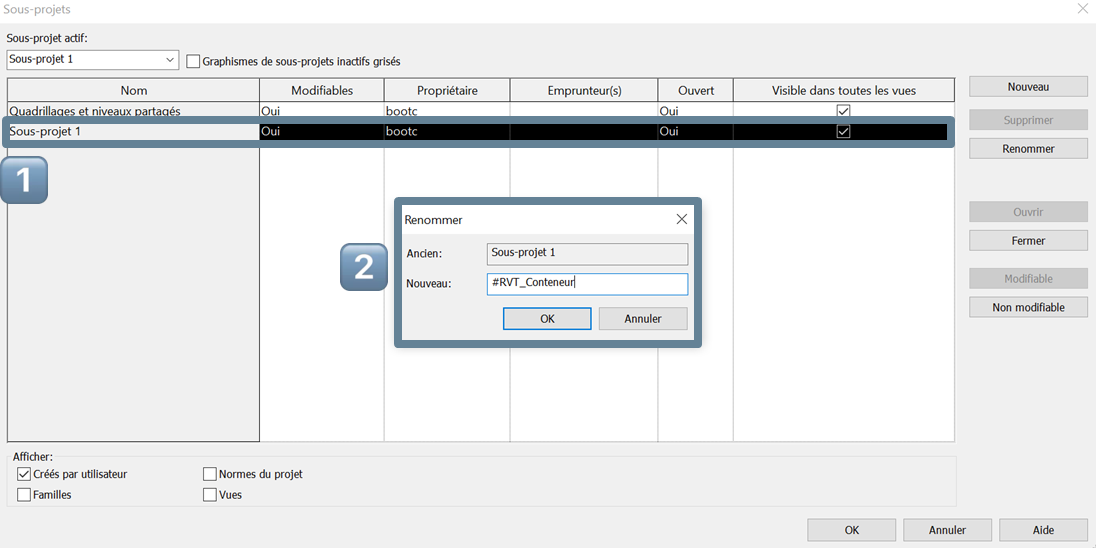 Sous-projets
Sous-projet actif:
Sous-projet 1
Graphismes de sous-projets inactifs grisés
Nom Modifiables Propriétaire Emprunteur(s) Ouvert Visible dans toutes les vues
Quadrillages et niveaux partagés Oui bootc Oui
Sous-projet 1 Oui bootc Oui
Nouveau
Supprimer
Renommer
Ouvrir
Fermer
Modifiable
Non modifiable
1
2
Renommer
Ancien: Sous-projet 1
Nouveau: #RVT_Conteneur
OK Annuler
Afficher:
Créés par utilisateur Normes du projet
Familles Vues
OK Annuler Aide